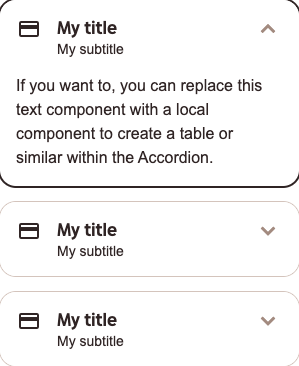 My title
My subtitle
If you want to, you can replace this
text component with a local
component to create a table or
similar within the Accordion.
My title
My subtitle
My title
My subtitle